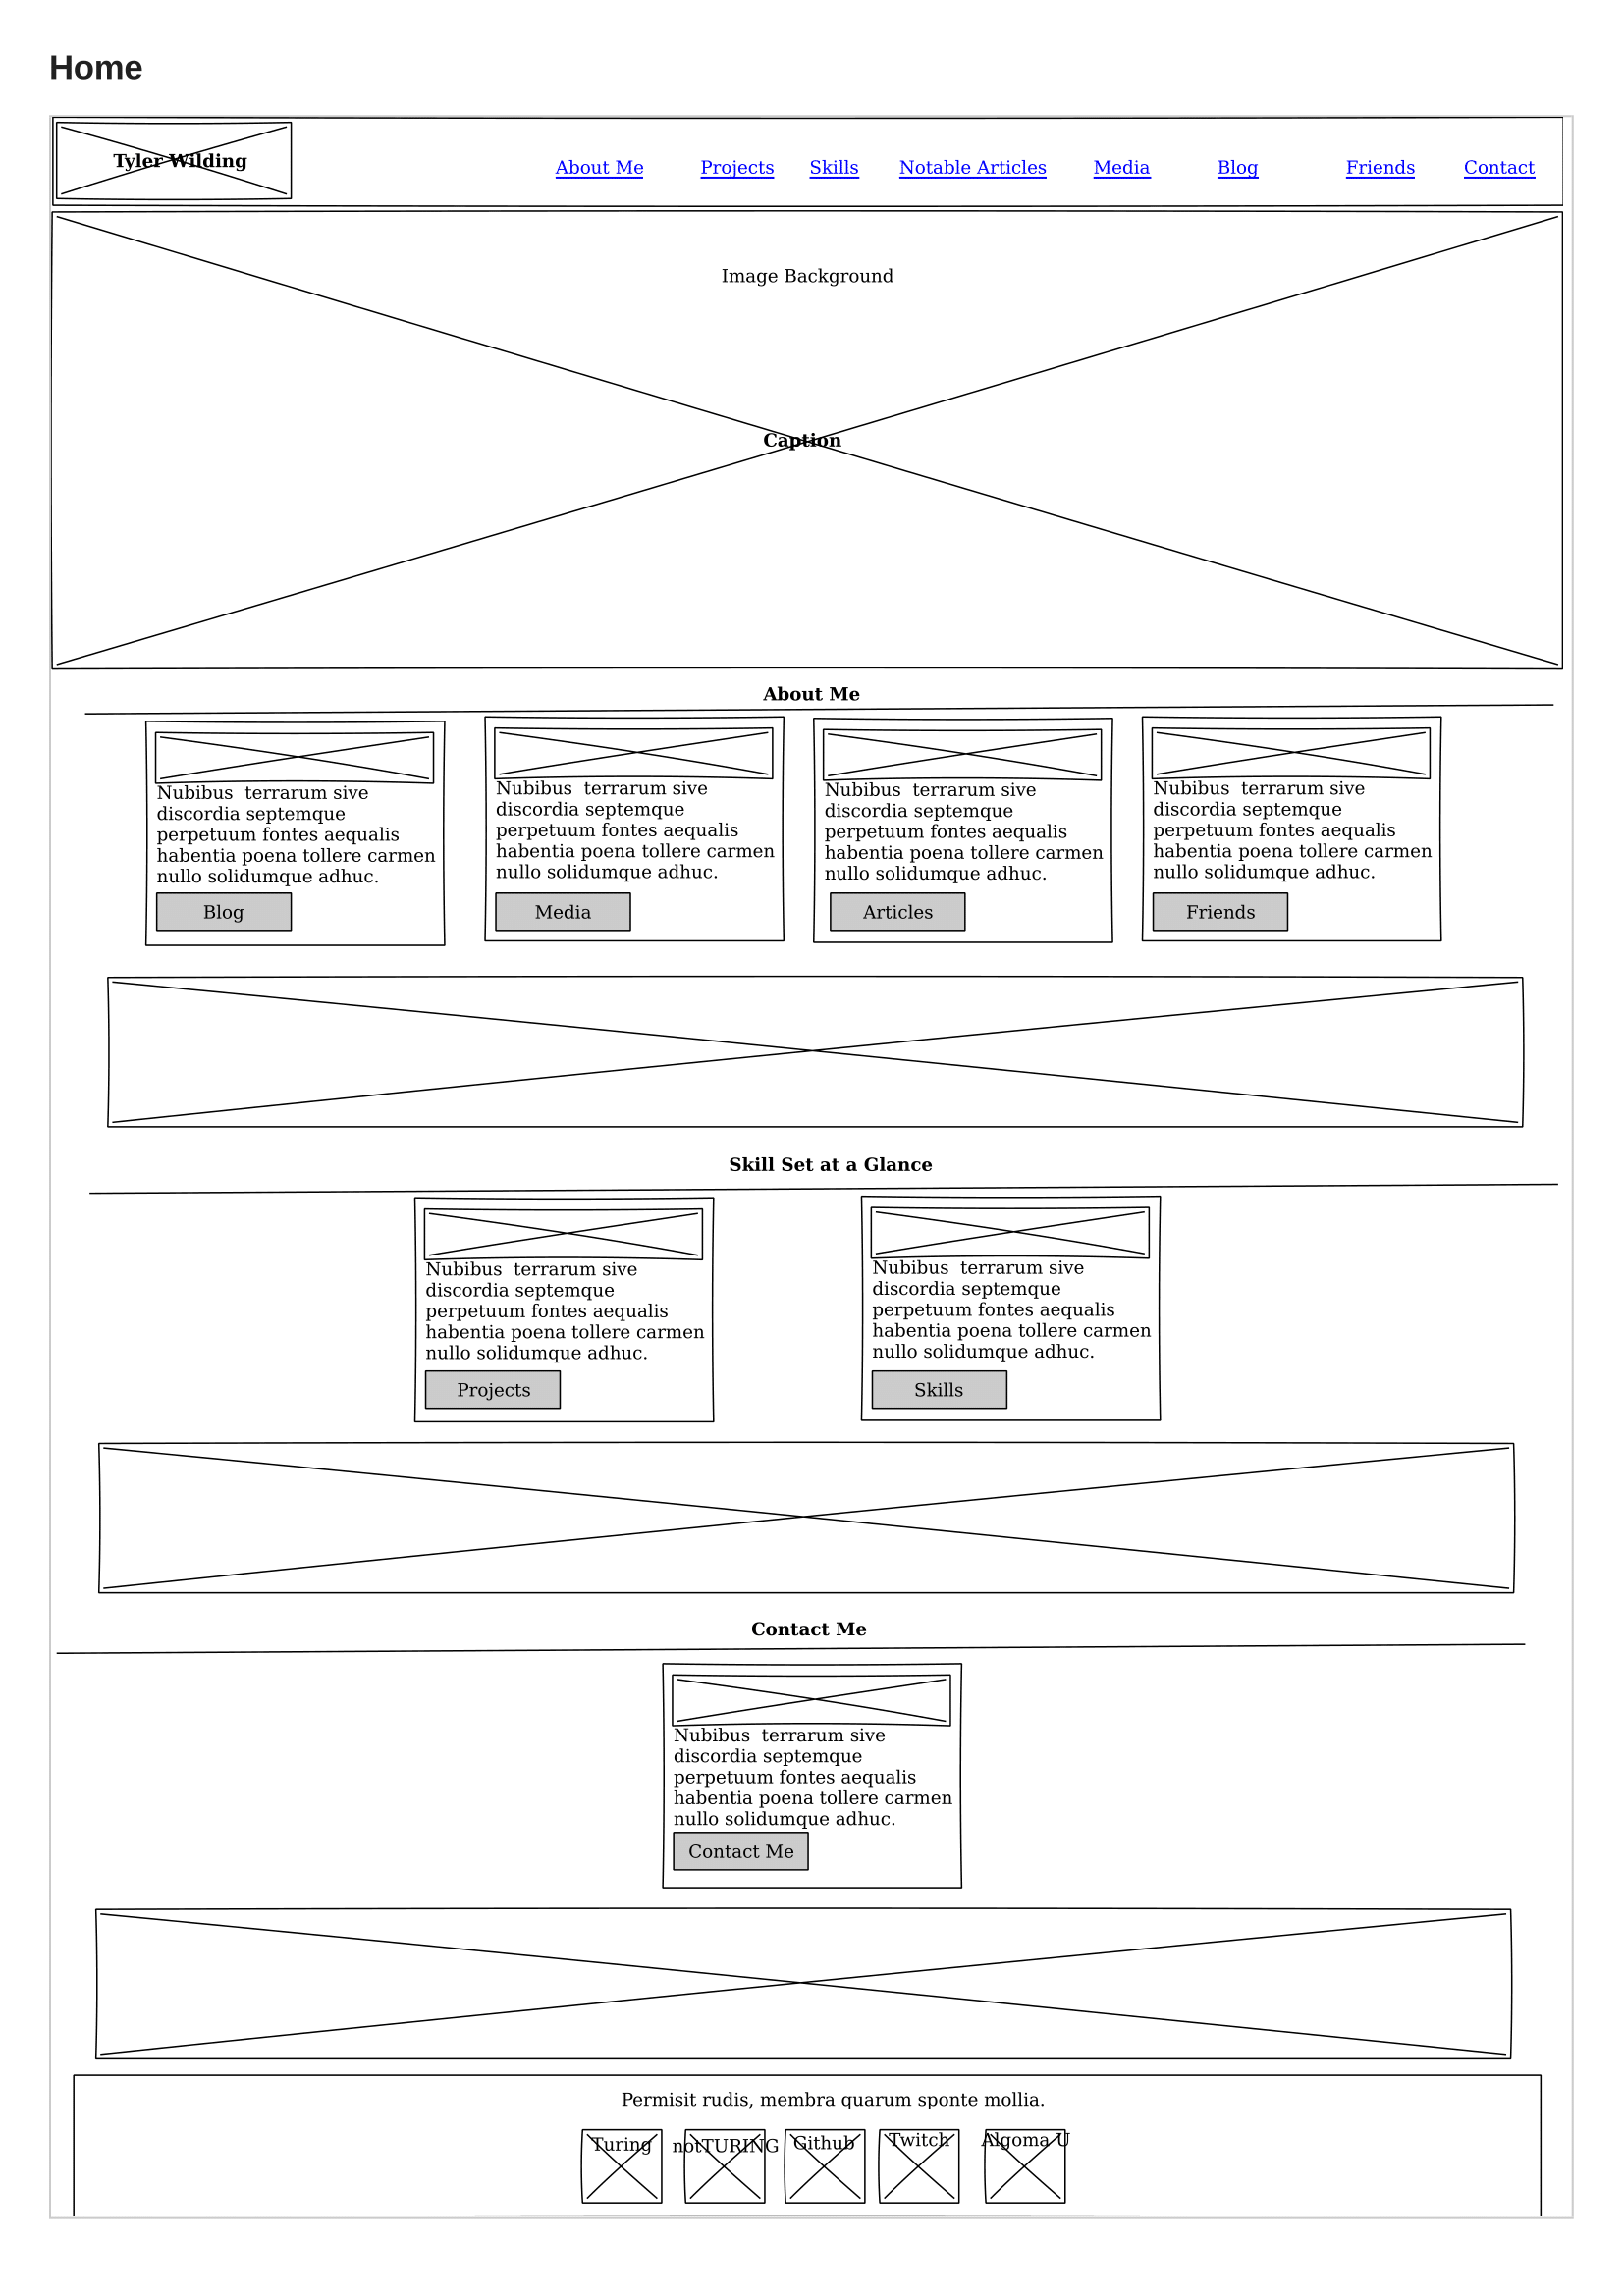 Home
Tyler Wilding
About Me Projects Skills Notable Articles Media Blog Friends Contact
Image Background
Caption
About Me
Nubibus terrarum sive
discordia septemque
perpetuum fontes aequalis
habentia poena tollere carmen
nullo solidumque adhuc.
Blog
Nubibus terrarum sive
discordia septemque
perpetuum fontes aequalis
habentia poena tollere carmen
nullo solidumque adhuc.
Media
Nubibus terrarum sive
discordia septemque
perpetuum fontes aequalis
habentia poena tollere carmen
nullo solidumque adhuc.
Articles
Nubibus terrarum sive
discordia septemque
perpetuum fontes aequalis
habentia poena tollere carmen
nullo solidumque adhuc.
Friends
Skill Set at a Glance
Nubibus terrarum sive
discordia septemque
perpetuum fontes aequalis
habentia poena tollere carmen
nullo solidumque adhuc.
Projects
Nubibus terrarum sive
discordia septemque
perpetuum fontes aequalis
habentia poena tollere carmen
nullo solidumque adhuc.
Skills
Contact Me
Nubibus terrarum sive
discordia septemque
perpetuum fontes aequalis
habentia poena tollere carmen
nullo solidumque adhuc.
Contact Me
Permisit rudis, membra quarum sponte mollia.
Turing notTURING Github Twitch Algoma U